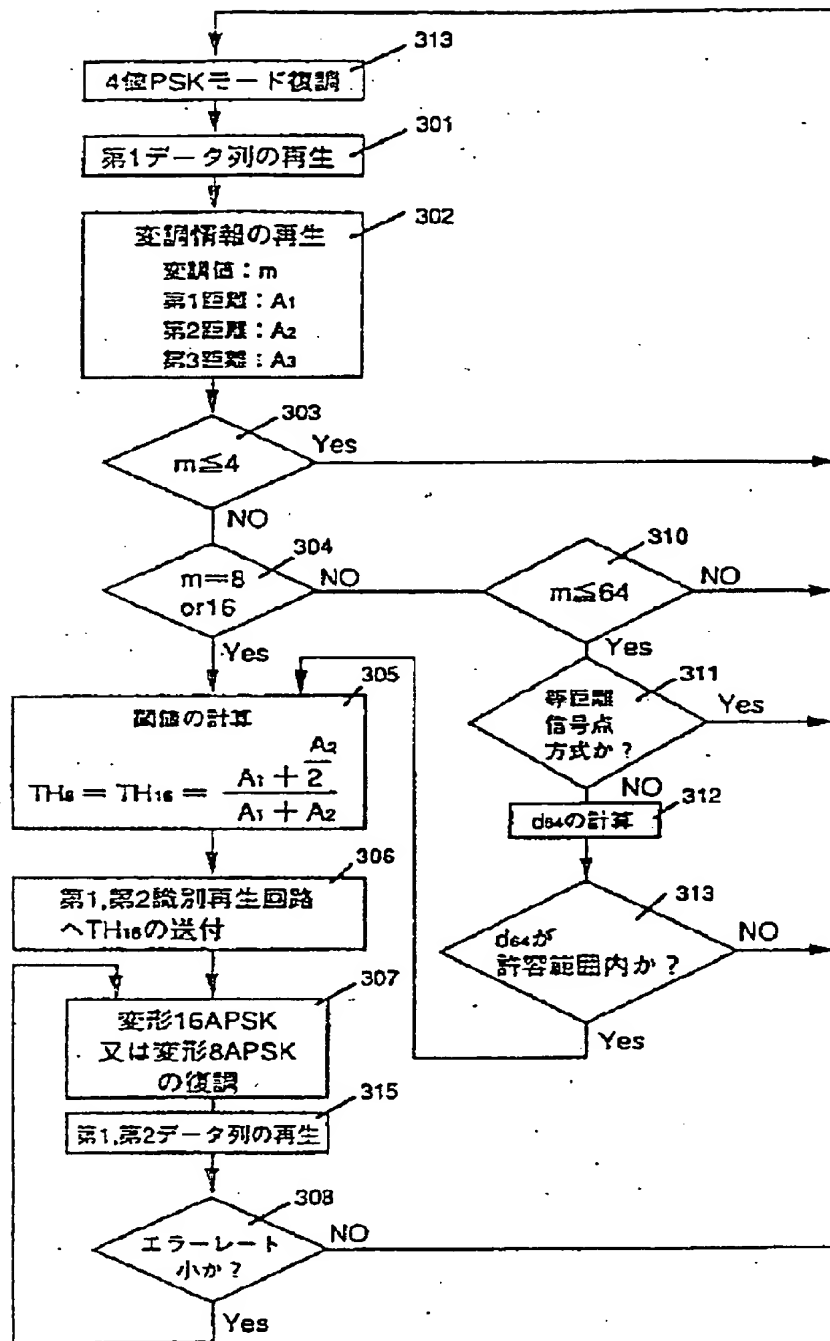 313
4値PSKモード復調
301
第1データ列の再生
302
変調情報の再生
変調値：m
第1距離：A1
第2距離：A2
第3距離：A3
303
Yes
m≦4
NO
304
m=8
or16
NO
Yes
310
m≦64
NO
Yes
311
等距離
信号点
方式か？
Yes
NO
312
d64の計算
313
d64が
許容範囲内か？
NO
Yes
305
閾値の計算
TH8 = TH16 = (A1 + A2/2) / (A1 + A2)
306
第1,第2識別再生回路
へTH16の送付
307
変形16APSK
又は変形8APSK
の復調
315
第1,第2データ列の再生
308
エラーレート
小か？
NO
Yes